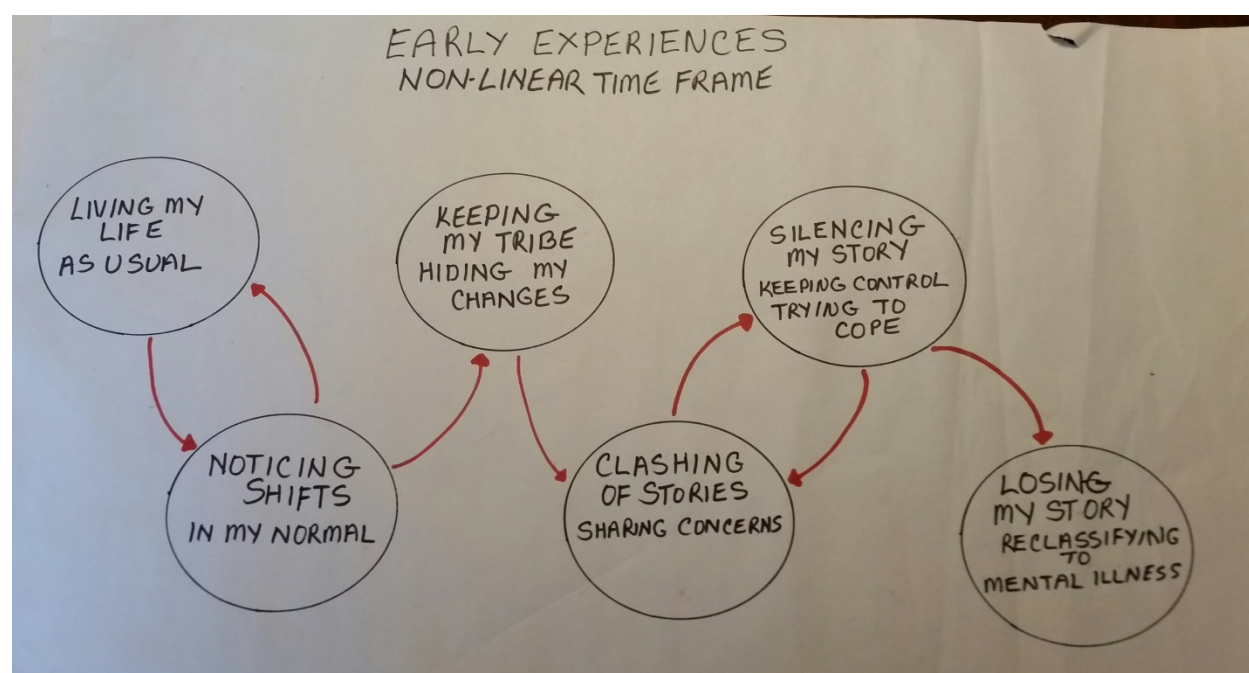 EARLY EXPERIENCES
NON-LINEAR TIME FRAME
LIVING MY
LIFE
AS USUAL
NOTICING
SHIFTS
IN MY NORMAL
KEEPING
MY TRIBE
HIDING MY
CHANGES
CLASHING
OF STORIES
SHARING CONCERNS
SILENCING
MY STORY
KEEPING CONTROL
TRYING TO
COPE
LOSING
MY STORY
RECLASSIFYING
TO
MENTAL ILLNESS